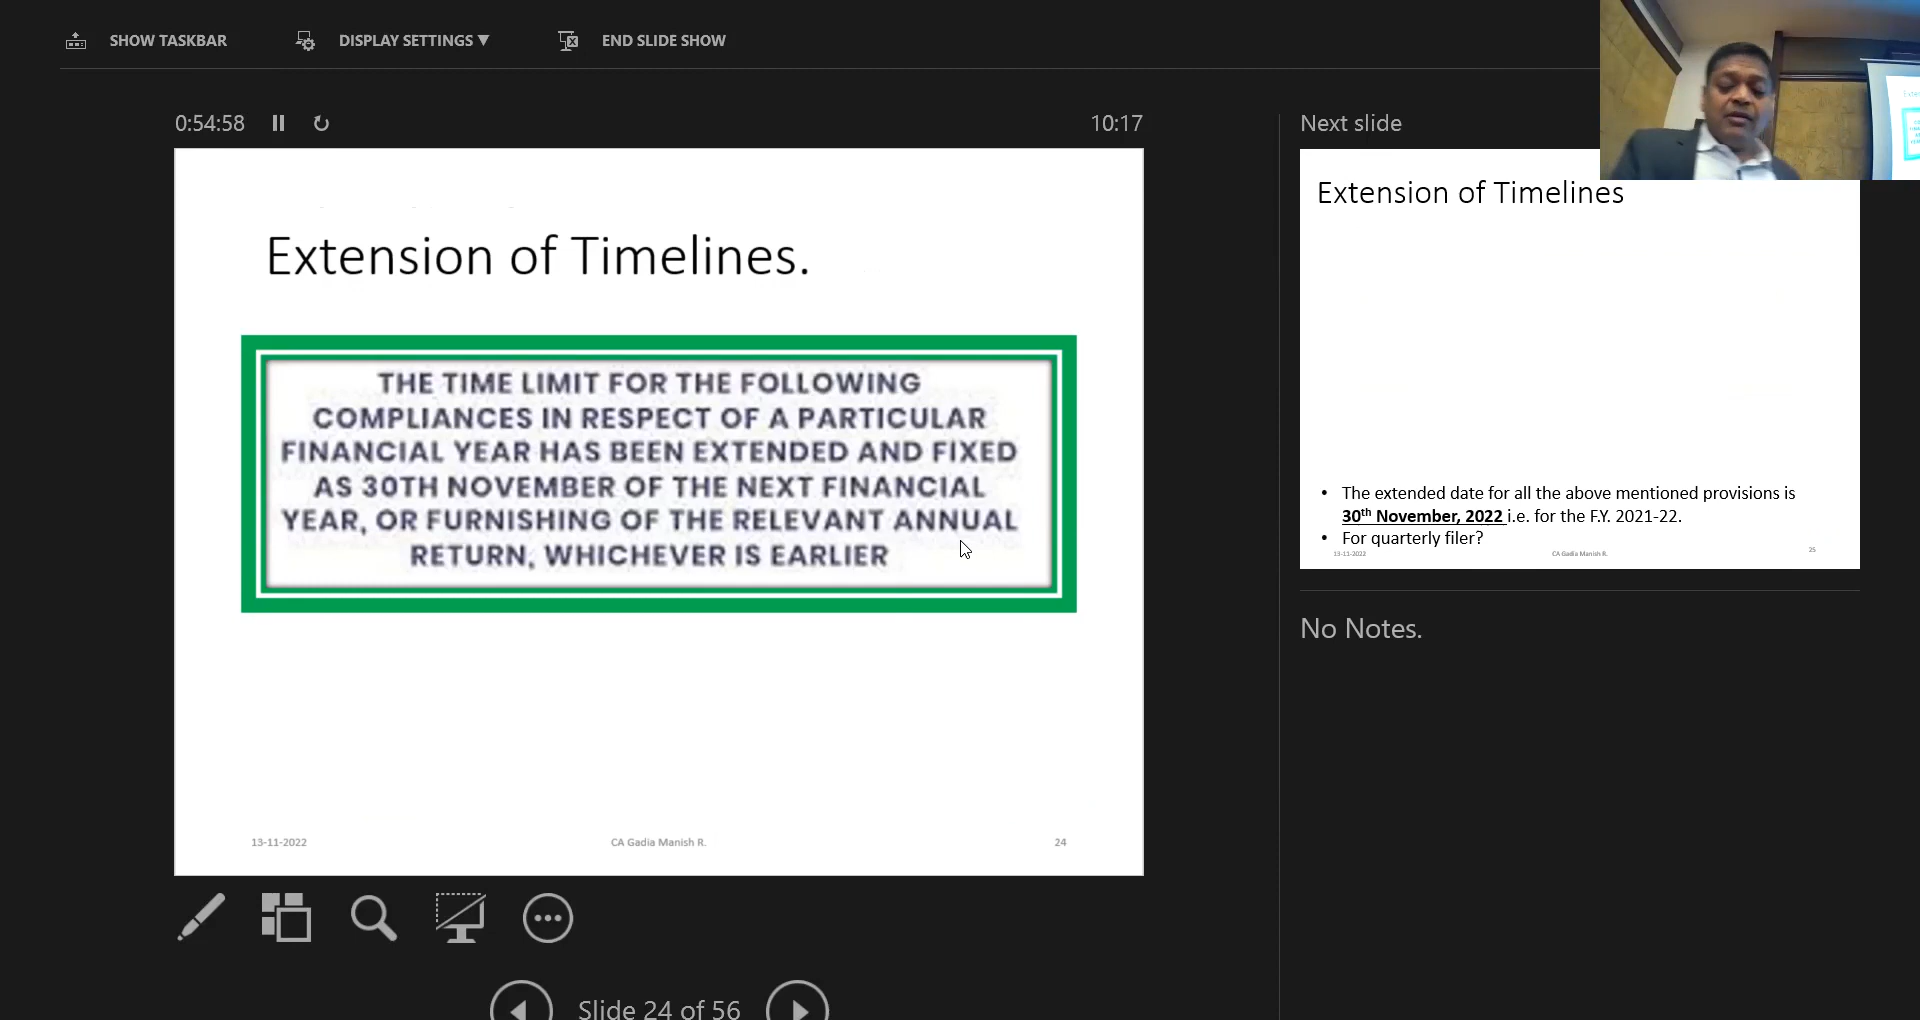 SHOW TASKBAR
DISPLAY SETTINGS ▼
END SLIDE SHOW
0:54:58
10:17
Extension of Timelines.
THE TIME LIMIT FOR THE FOLLOWING
COMPLIANCES IN RESPECT OF A PARTICULAR
FINANCIAL YEAR HAS BEEN EXTENDED AND FIXED
AS 30TH NOVEMBER OF THE NEXT FINANCIAL
YEAR, OR FURNISHING OF THE RELEVANT ANNUAL
RETURN, WHICHEVER IS EARLIER
13-11-2022
CA Gadia Manish R.
24
Slide 24 of 56
Next slide
Extension of Timelines
• The extended date for all the above mentioned provisions is
30th November, 2022 i.e. for the F.Y. 2021-22.
• For quarterly filer?
13-11-2022
CA Gadia Manish R.
25
No Notes.